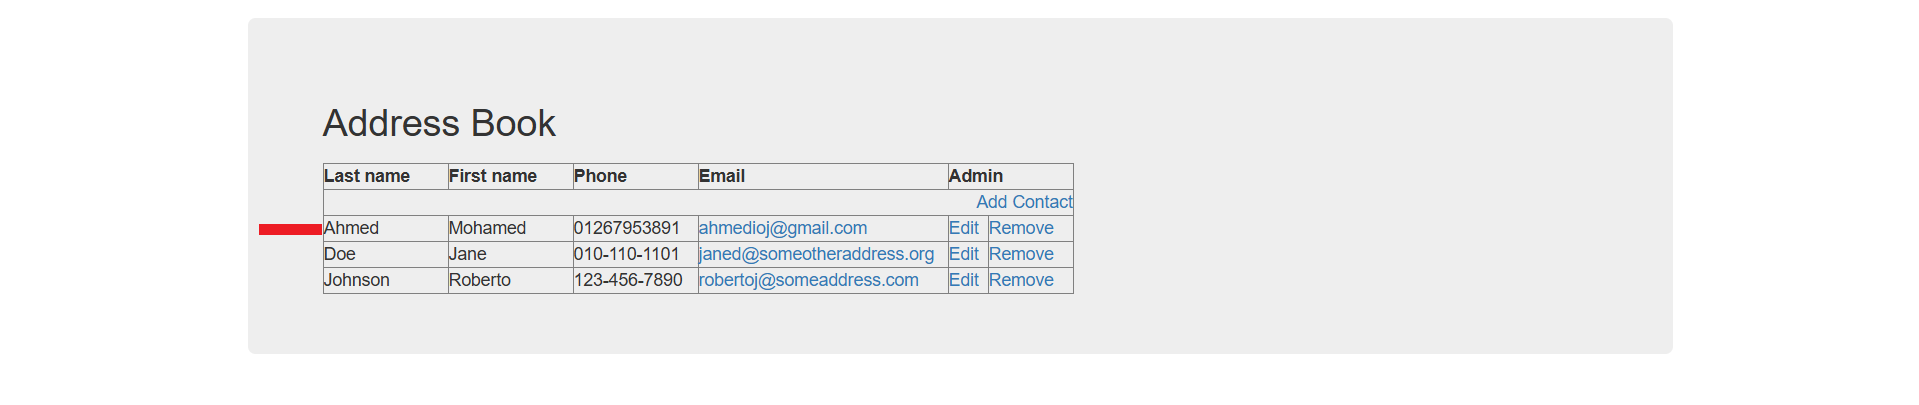 Address Book
Last name First name Phone Email Admin
Add Contact
Ahmed Mohamed 01267953891 ahmedioj@gmail.com Edit Remove
Doe Jane 010-110-1101 janed@someotheraddress.org Edit Remove
Johnson Roberto 123-456-7890 robertoj@someaddress.com Edit Remove